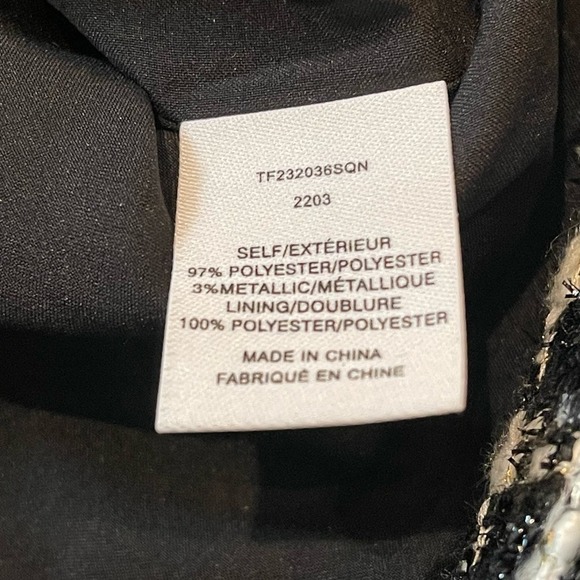 TF232036SQN
2203
SELF/EXTÉRIEUR
97% POLYESTER/POLYESTER
3%METALLIC/MÉTALLIQUE
LINING/DOUBLURE
100% POLYESTER/POLYESTER
MADE IN CHINA
FABRIQUÉ EN CHINE